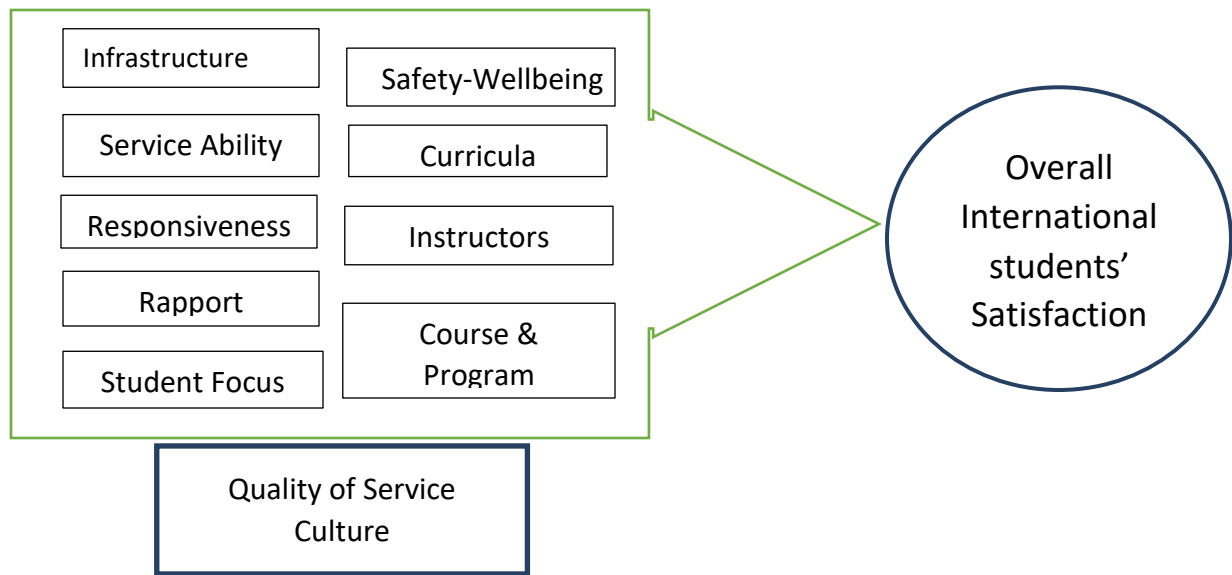 Infrastructure
Service Ability
Responsiveness
Rapport
Student Focus
Safety-Wellbeing
Curricula
Instructors
Course &
Program
Quality of Service
Culture
Overall
International
students’
Satisfaction